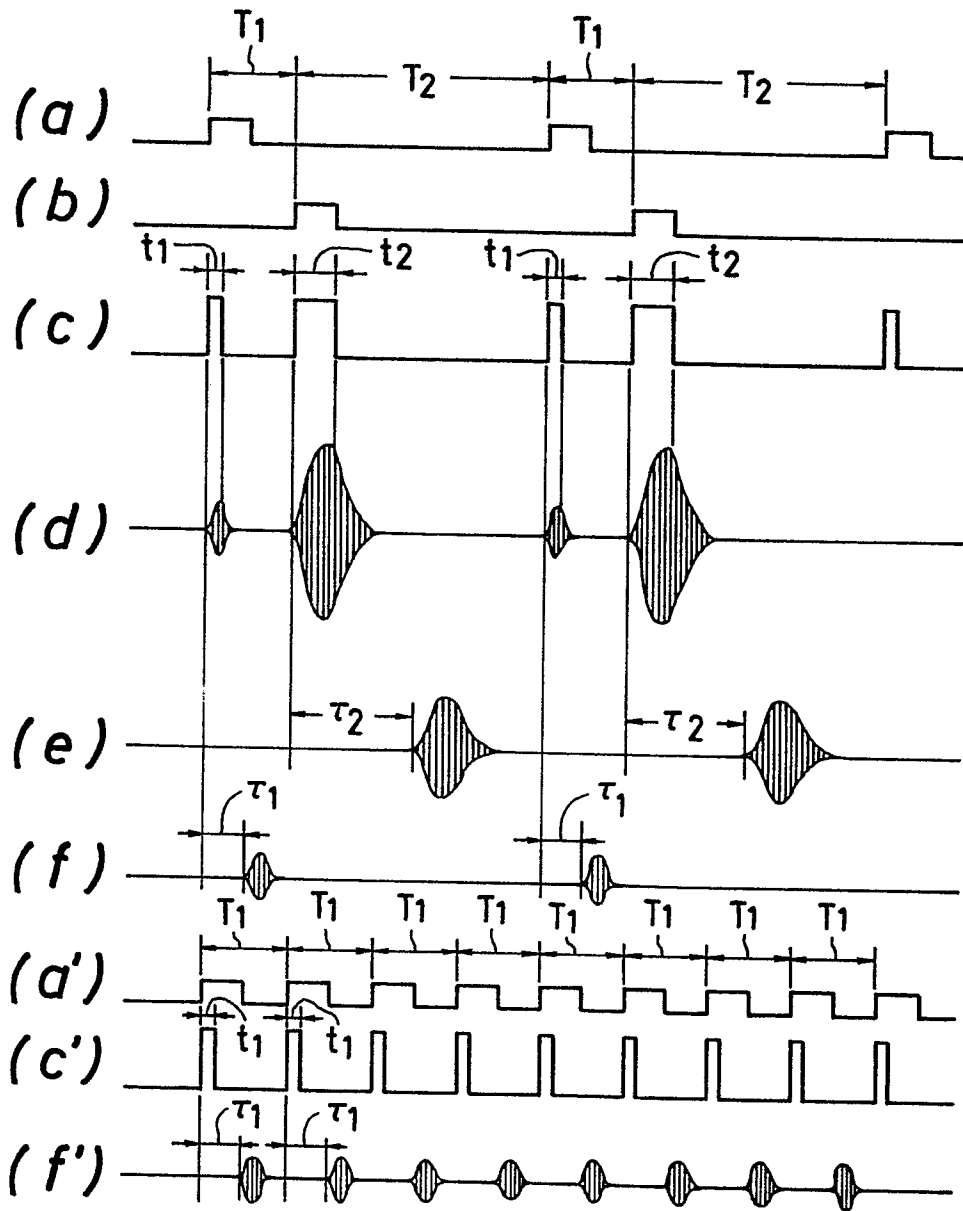 T1 T1
T2 T2
(a)
(b)
t1 t2 t1 t2
(c)
(d)
τ2 τ2
(e)
τ1 τ1
(f)
T1 T1 T1 T1 T1 T1 T1 T1
(a')
t1 t1
(c')
τ1 τ1
(f')